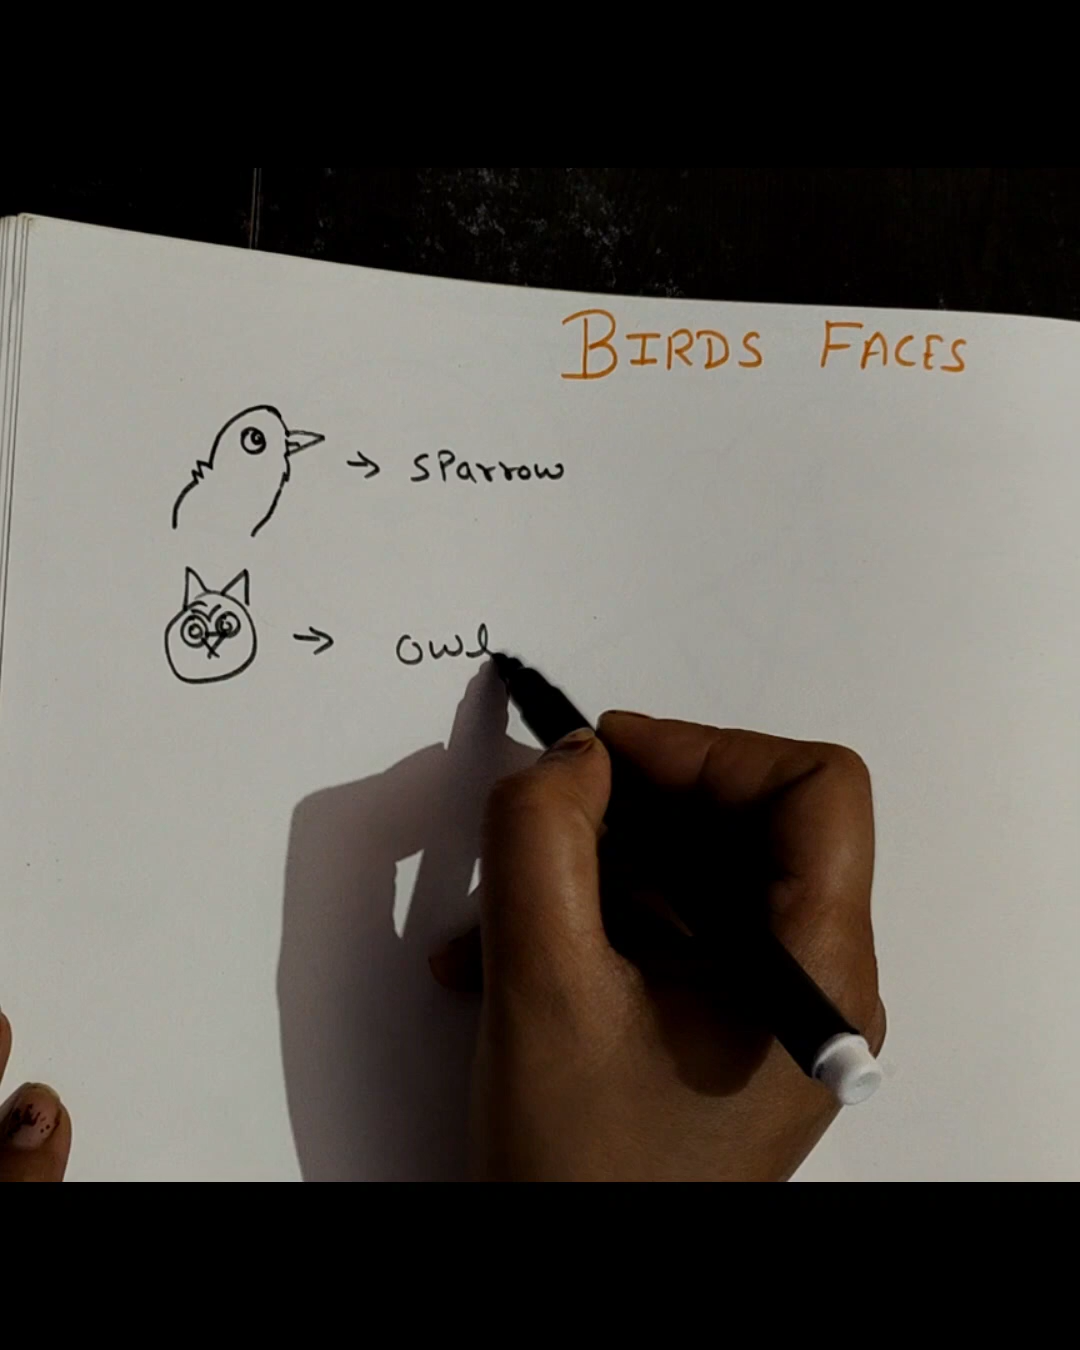 BIRDS FACES
→ sparrow
→ owl